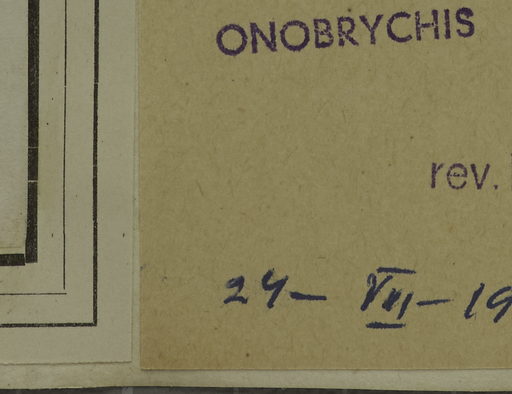 ONOBRYCHIS
rev.
24- VII-19